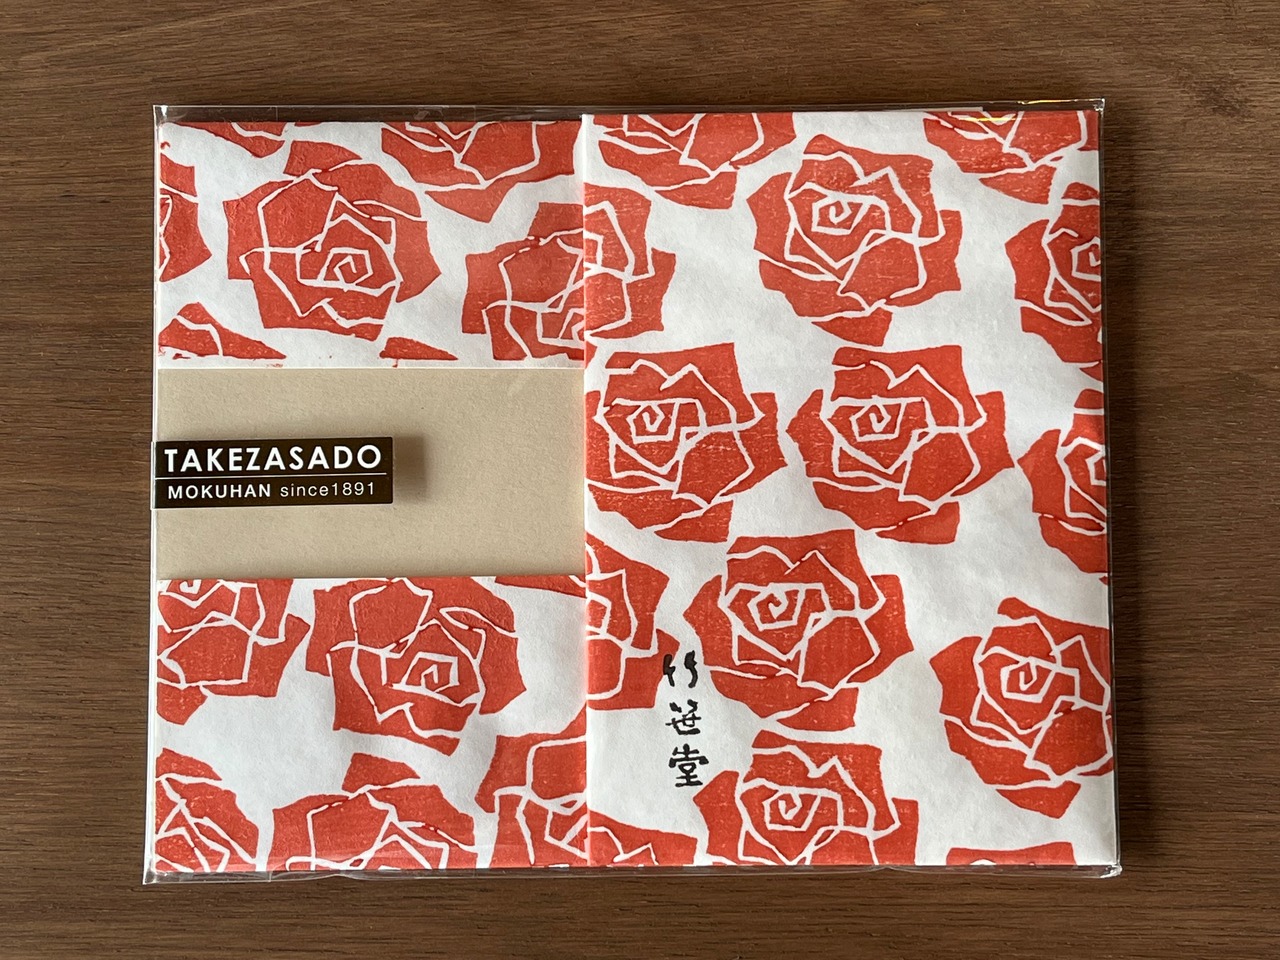 TAKEZASADO
MOKUHAN since1891
竹笹堂